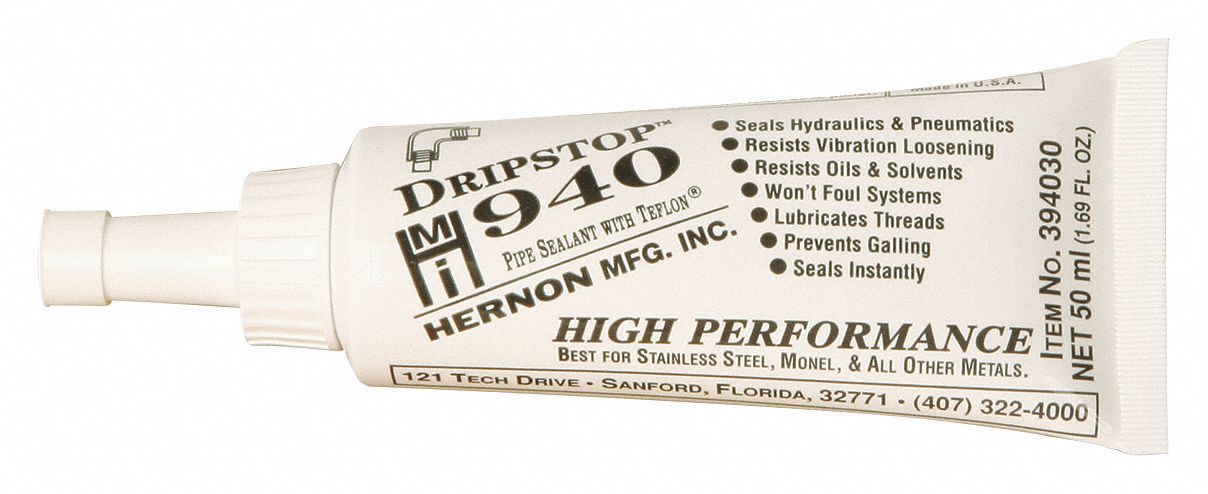 DRIPSTOP™
940
HMI
PIPE SEALANT WITH TEFLON®
HERNON MFG. INC.
Made in U.S.A.
• Seals Hydraulics & Pneumatics
• Resists Vibration Loosening
• Resists Oils & Solvents
• Won't Foul Systems
• Lubricates Threads
• Prevents Galling
• Seals Instantly
HIGH PERFORMANCE
BEST FOR STAINLESS STEEL, MONEL, & ALL OTHER METALS.
121 TECH DRIVE • SANFORD, FLORIDA, 32771 • (407) 322-4000
ITEM NO. 394030
NET 50 ml (1.69 FL. OZ.)